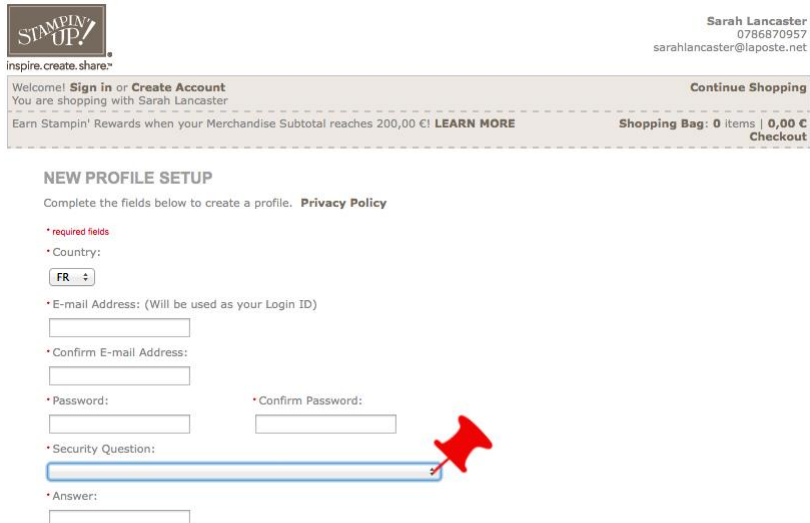 STAMPIN' UP!
inspire.create.share.™
Sarah Lancaster
0786870957
sarahlancaster@laposte.net
Welcome! Sign in or Create Account
You are shopping with Sarah Lancaster
Continue Shopping
Earn Stampin' Rewards when your Merchandise Subtotal reaches 200,00 €! LEARN MORE
Shopping Bag: 0 items | 0,00 €
Checkout
NEW PROFILE SETUP
Complete the fields below to create a profile. Privacy Policy
* required fields
* Country:
FR
* E-mail Address: (Will be used as your Login ID)
* Confirm E-mail Address:
* Password: * Confirm Password:
* Security Question:
* Answer: